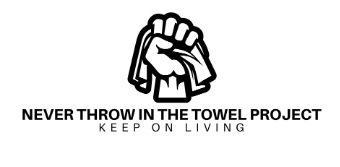 NEVER THROW IN THE TOWEL PROJECT
KEEP ON LIVING